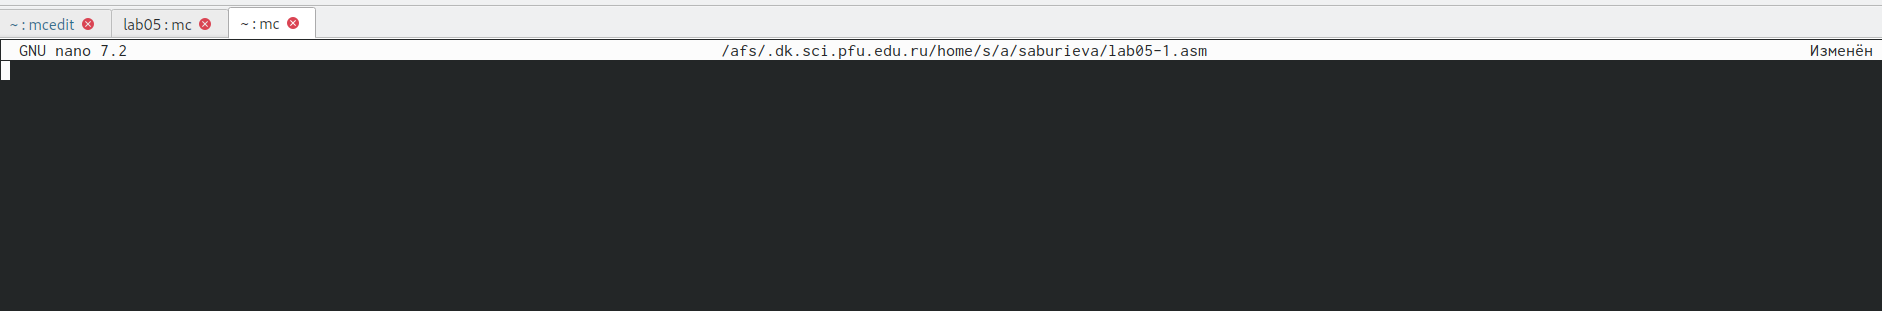 ~ : mcedit lab05 : mc ~ : mc
GNU nano 7.2 /afs/.dk.sci.pfu.edu.ru/home/s/a/saburieva/lab05-1.asm Изменён